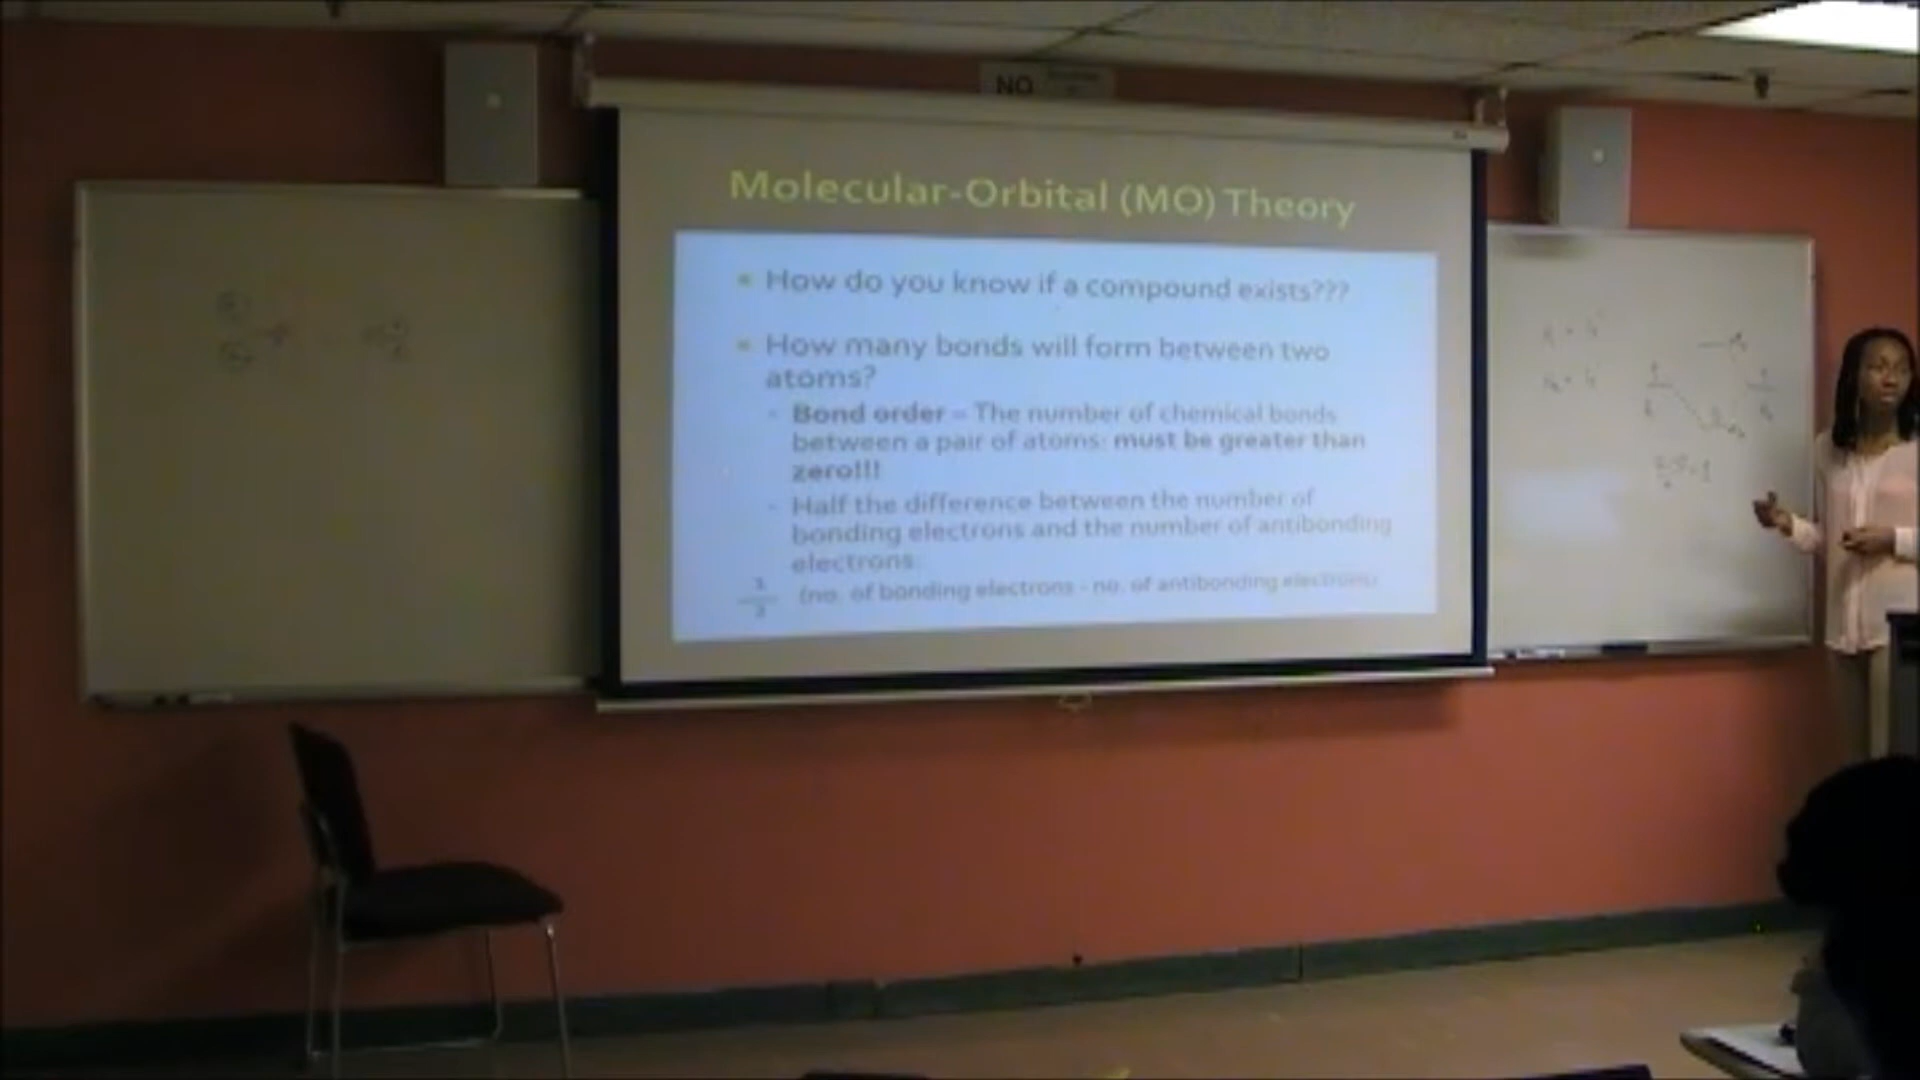 NO
Molecular-Orbital (MO) Theory
• How do you know if a compound exists???
• How many bonds will form between two
atoms?
- Bond order – The number of chemical bonds
between a pair of atoms: must be greater than
zero!!!
- Half the difference between the number of
bonding electrons and the number of antibonding
electrons.
1
2
(no. of bonding electrons - no. of antibonding electrons)